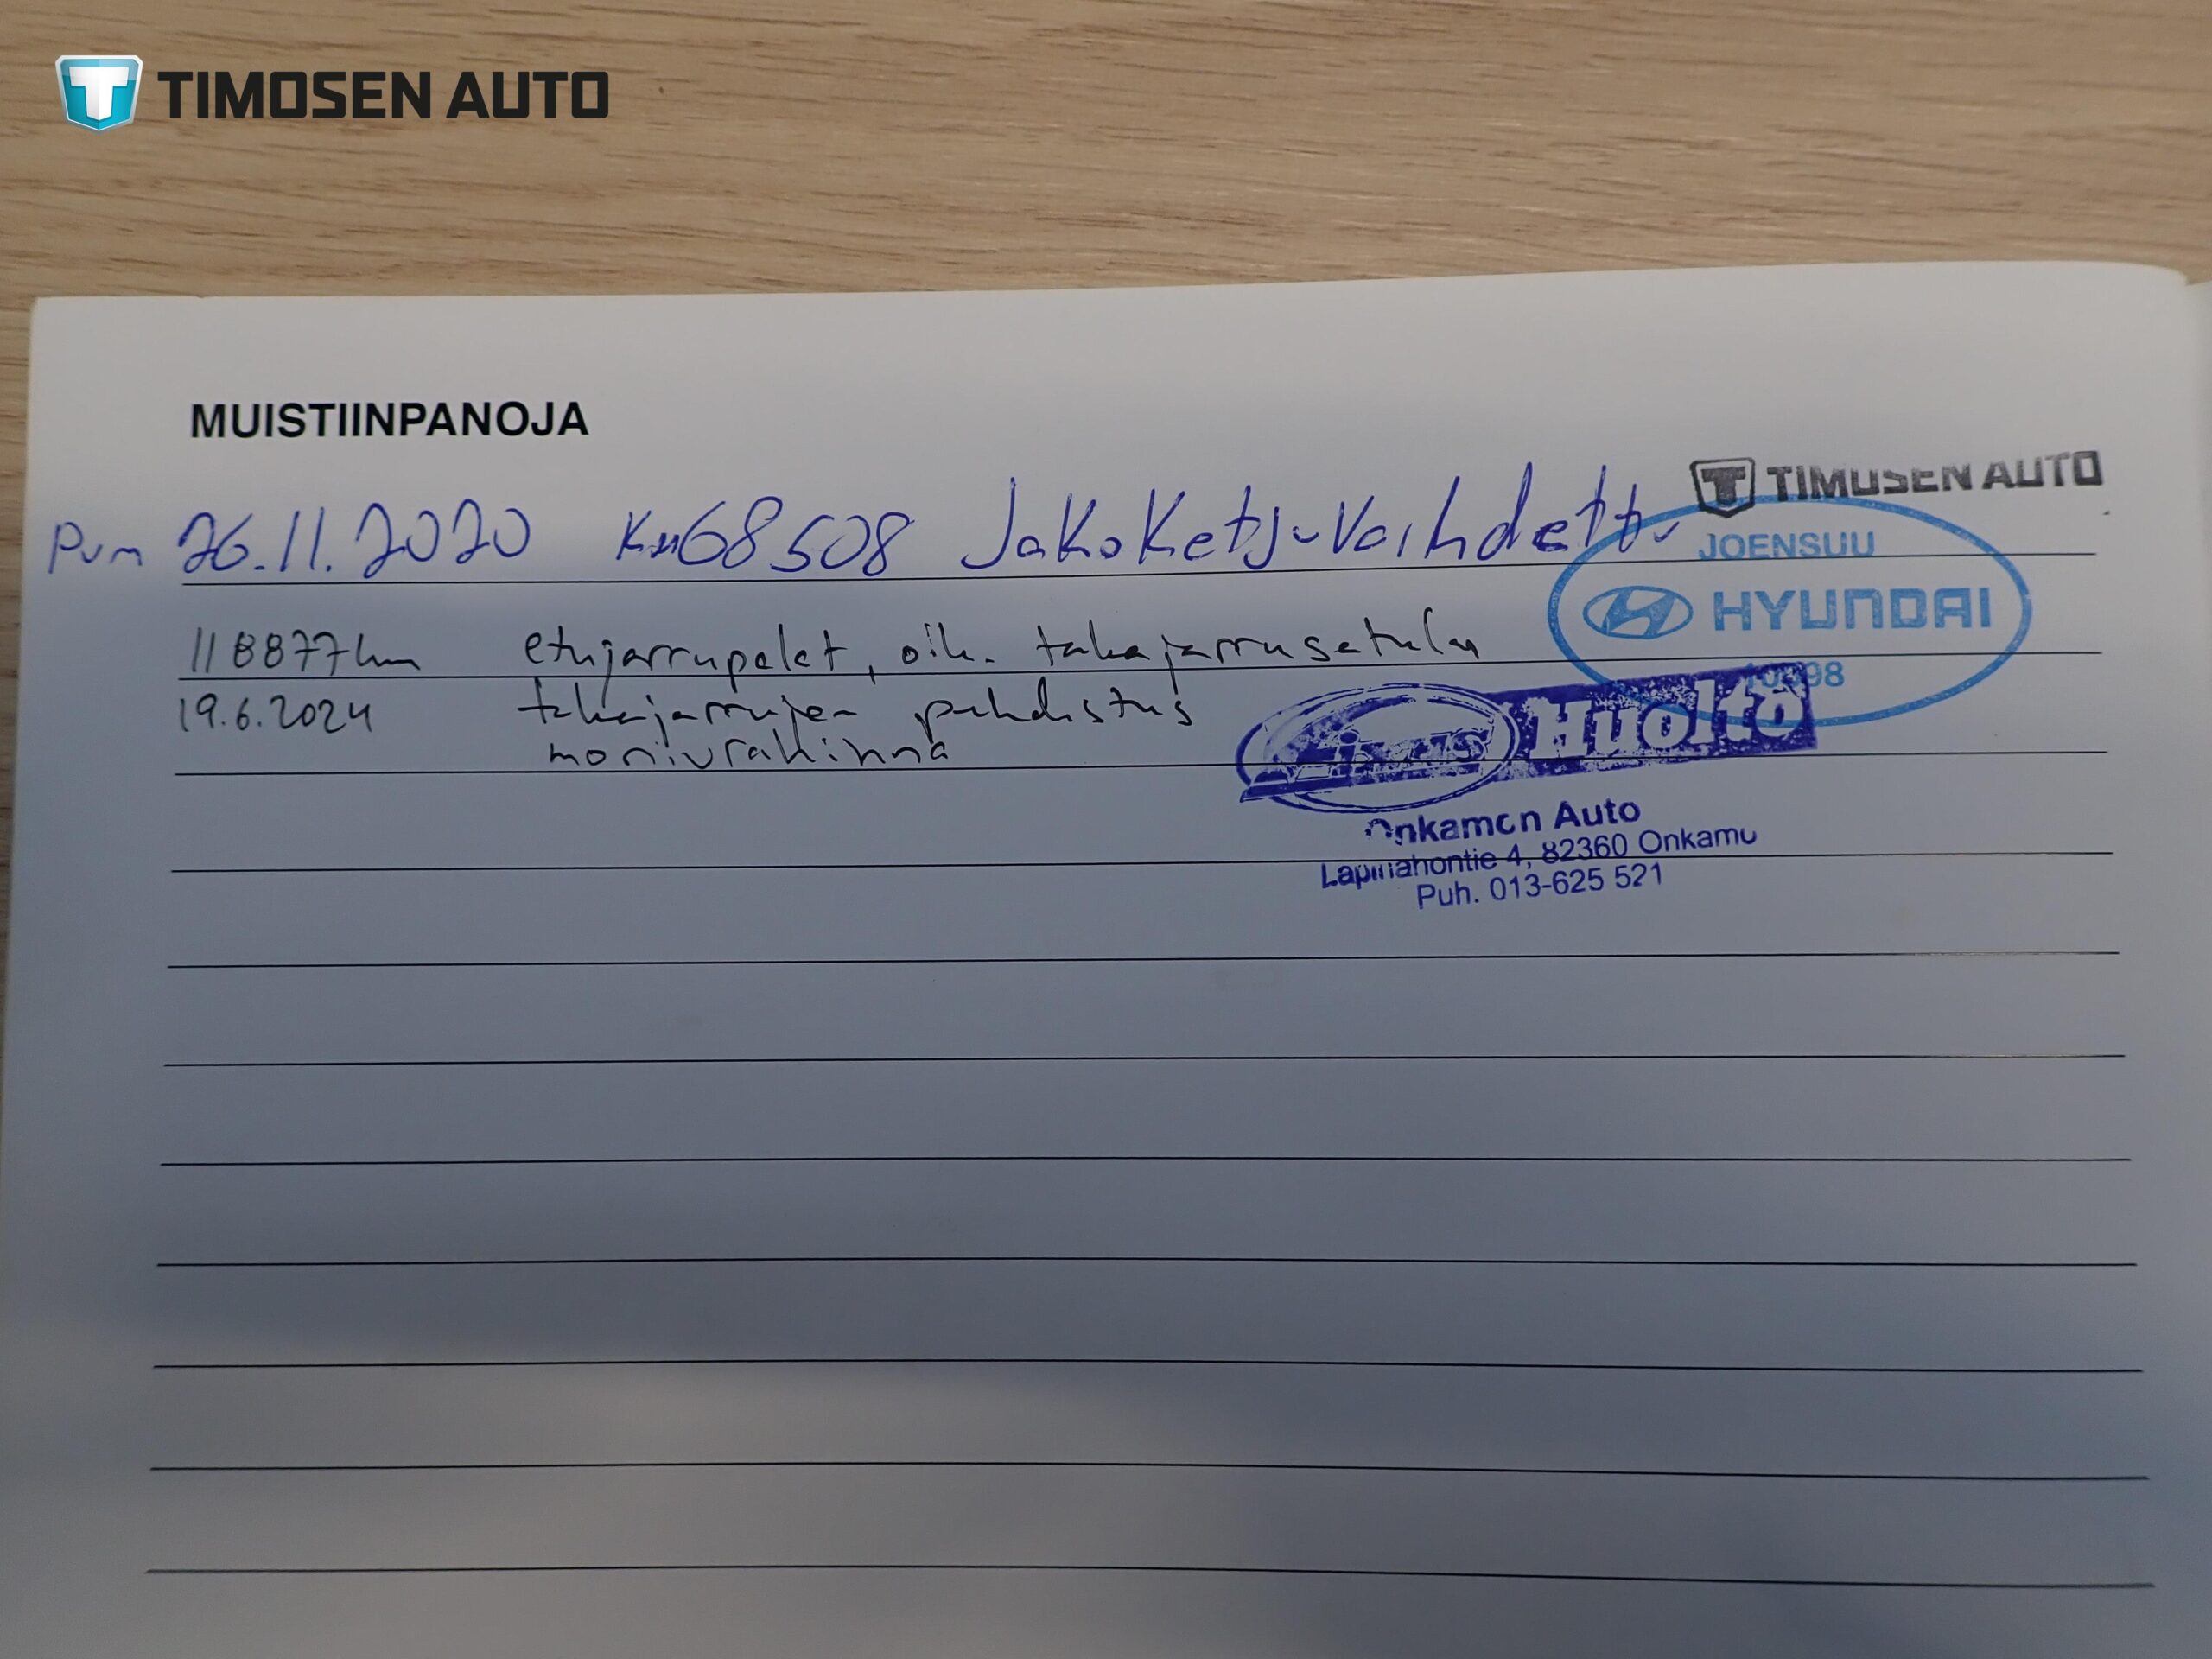 TIMOSEN AUTO
MUISTIINPANOJA
TIMOSEN AUTO
Pvm 26.11.2020 Km 68508 Jakoketju vaihdettu
JOENSUU
HYUNDAI
118877km etujarrupalat, oik. takajarrusatula
19.6.2024 takajarrujen puhdistus
Huolto
moniurahihna
Onkamon Auto
4, 82360 Onkamo
Puh. 013-625 521